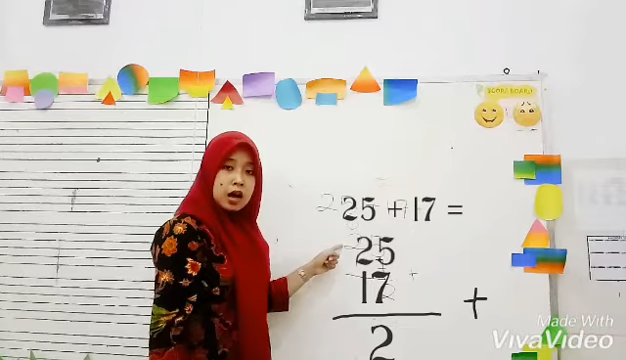 SCORE BOARD
25 + 17 =
25
17
+
2
Made With
VivaVideo